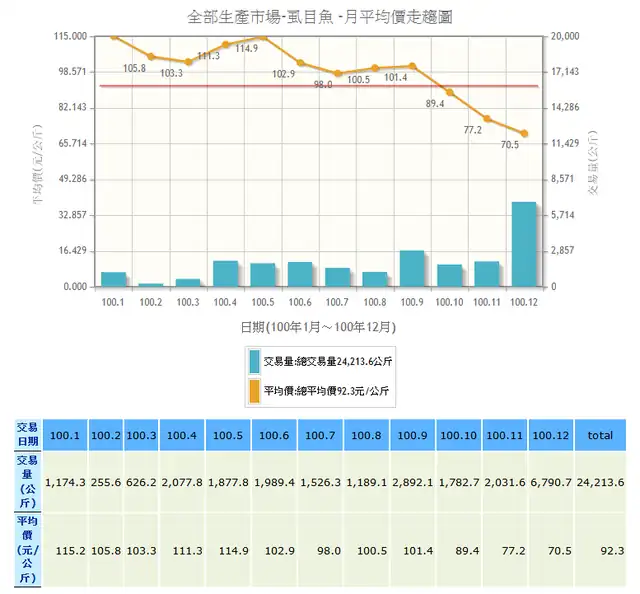 全部生產市場-虱目魚 -月平均價走趨圖
115.000
98.571
82.143
65.714
49.286
32.857
16.429
0.000
平均價(元/公斤)
20,000
17,143
14,286
11,429
8,571
5,714
2,857
0
交易量(公斤)
105.8
103.3
111.3
114.9
102.9
98.0
100.5
101.4
89.4
77.2
70.5
100.1 100.2 100.3 100.4 100.5 100.6 100.7 100.8 100.9 100.10 100.11 100.12
日期(100年1月～100年12月)
交易量:總交易量24,213.6公斤
平均價:總平均價92.3元/公斤
交易日期 100.1 100.2 100.3 100.4 100.5 100.6 100.7 100.8 100.9 100.10 100.11 100.12 total
交易量(公斤) 1,174.3 255.6 626.2 2,077.8 1,877.8 1,989.4 1,526.3 1,189.1 2,892.1 1,782.7 2,031.6 6,790.7 24,213.6
平均價(元/公斤) 115.2 105.8 103.3 111.3 114.9 102.9 98.0 100.5 101.4 89.4 77.2 70.5 92.3